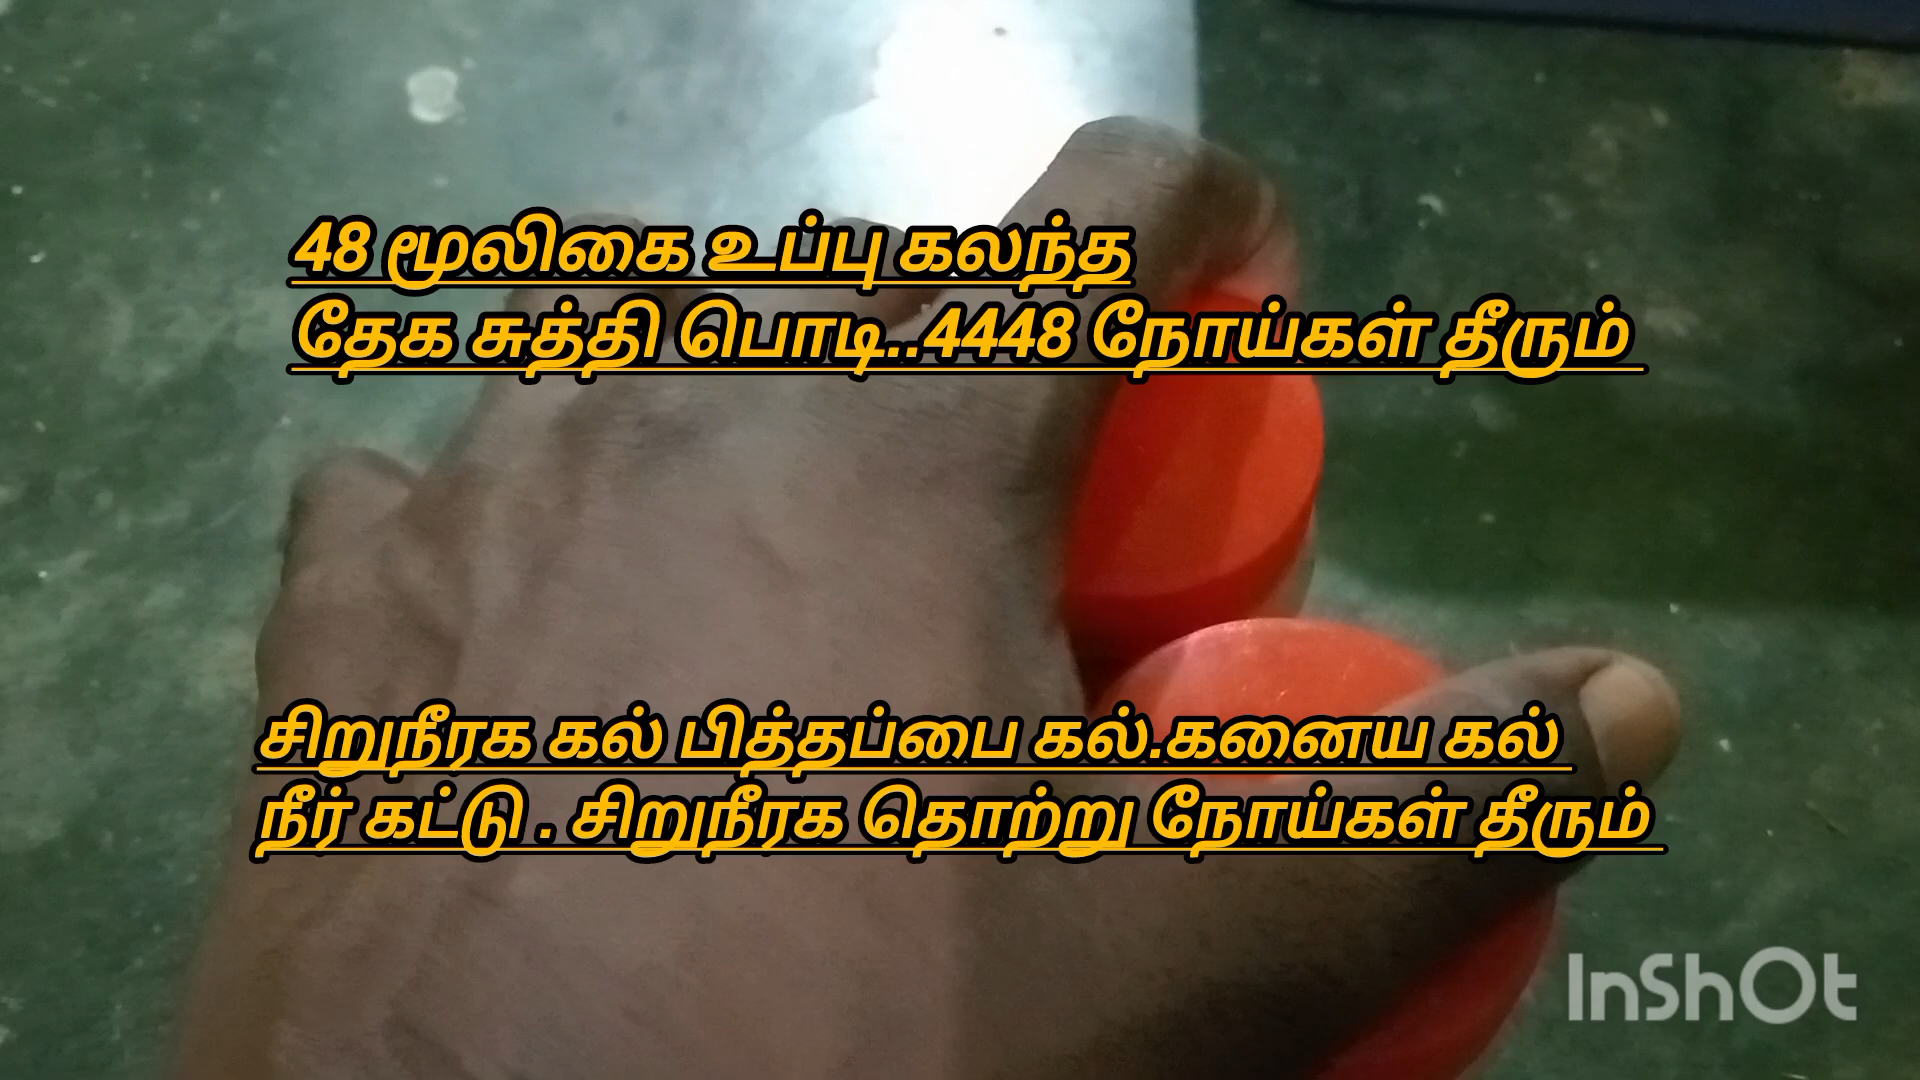 48 மூலிகை உப்பு கலந்த
தேக சுத்தி பொடி..4448 நோய்கள் தீரும்
சிறுநீரக கல் பித்தப்பை கல்.கனைய கல்
நீர் கட்டு . சிறுநீரக தொற்று நோய்கள் தீரும்
InShOt